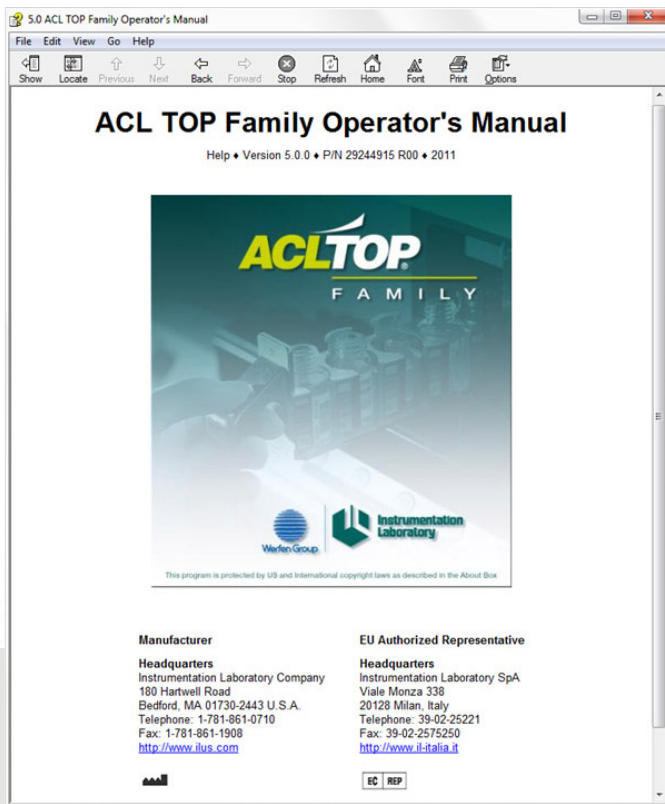 5.0 ACL TOP Family Operator's Manual
File Edit View Go Help
Show Locate Previous Next Back Forward Stop Refresh Home Font Print Options
ACL TOP Family Operator's Manual
Help ♦ Version 5.0.0 ♦ P/N 29244915 R00 ♦ 2011
ACLTOP®
FAMILY
Werfen Group
Instrumentation
Laboratory
This program is protected by US and International copyright laws as described in the About Box
Manufacturer
Headquarters
Instrumentation Laboratory Company
180 Hartwell Road
Bedford, MA 01730-2443 U.S.A.
Telephone: 1-781-861-0710
Fax: 1-781-861-1908
http://www.ilus.com
EU Authorized Representative
Headquarters
Instrumentation Laboratory SpA
Viale Monza 338
20128 Milan, Italy
Telephone: 39-02-25221
Fax: 39-02-2575250
http://www.il-italia.it
EC REP